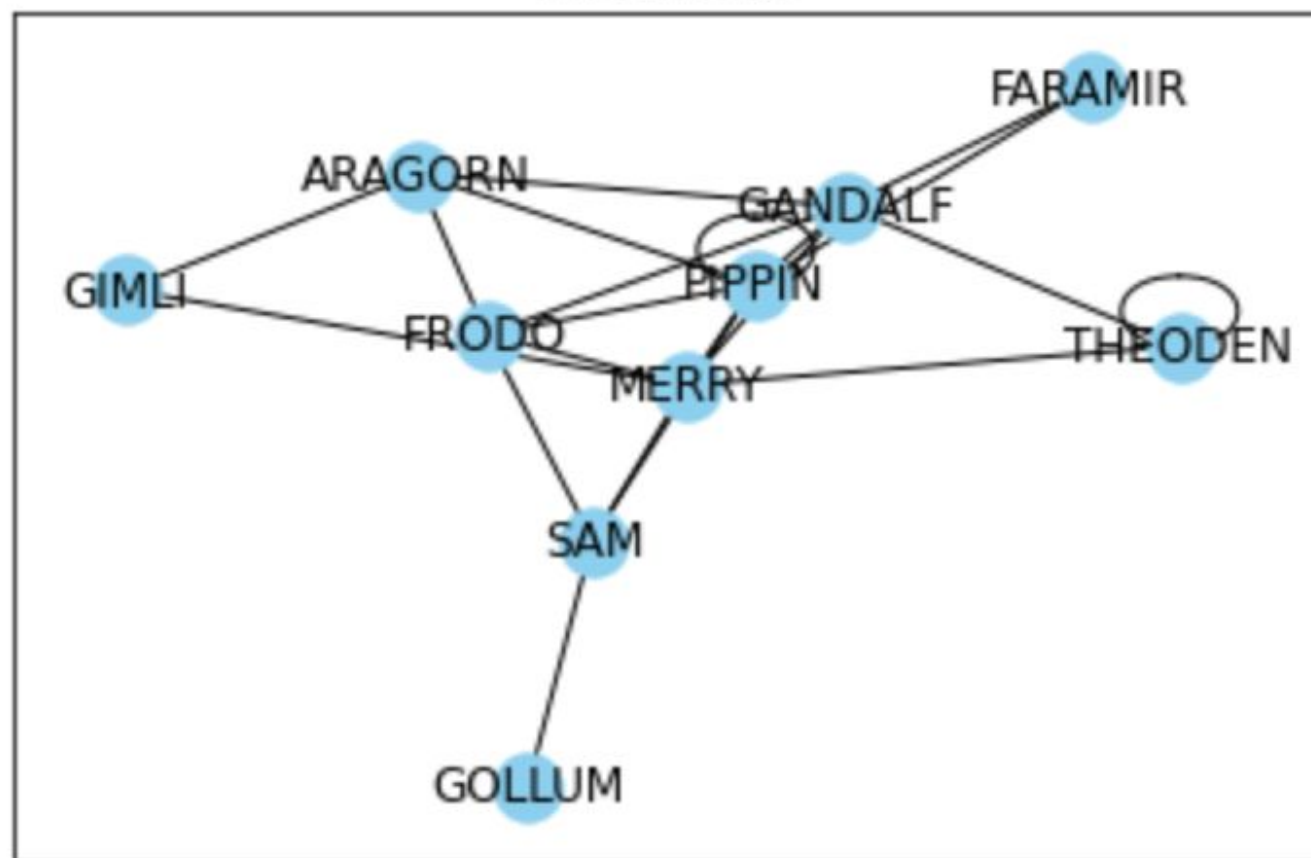 FARAMIR
ARAGORN
GANDALF
PIPPIN
GIMLI
FRODO
THEODEN
MERRY
SAM
GOLLUM